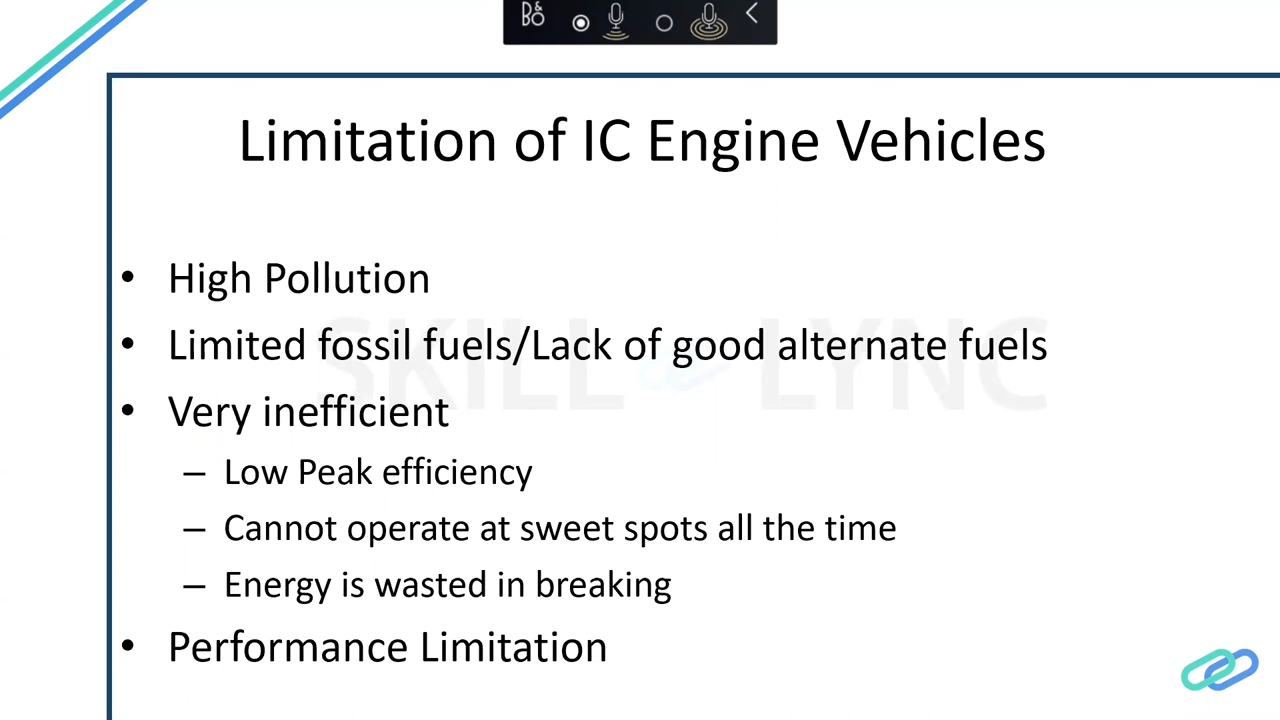 B&O
Limitation of IC Engine Vehicles
• High Pollution
• Limited fossil fuels/Lack of good alternate fuels
SKILL LYNC
• Very inefficient
– Low Peak efficiency
– Cannot operate at sweet spots all the time
– Energy is wasted in breaking
• Performance Limitation